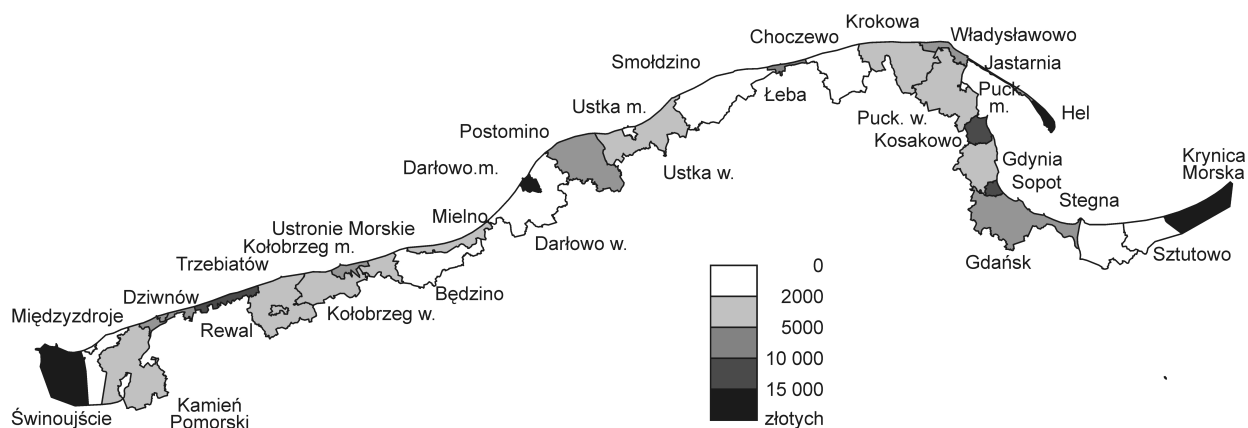 Krokowa
Władysławowo
Choczewo
Smołdzino
Jastarnia
Puck.
m.
Łeba
Ustka m.
Hel
Puck. w.
Postomino
Kosakowo
Gdynia
Krynica
Morska
Darłowo.m.
Ustka w.
Sopot
Stegna
Mielno
Ustronie Morskie
Kołobrzeg m.
Darłowo w.
Sztutowo
Gdańsk
Trzebiatów
0
Dziwnów
Będzino
2000
Międzyzdroje
Kołobrzeg w.
5000
Rewal
10 000
15 000
Kamień
Pomorski
Świnoujście
złotych